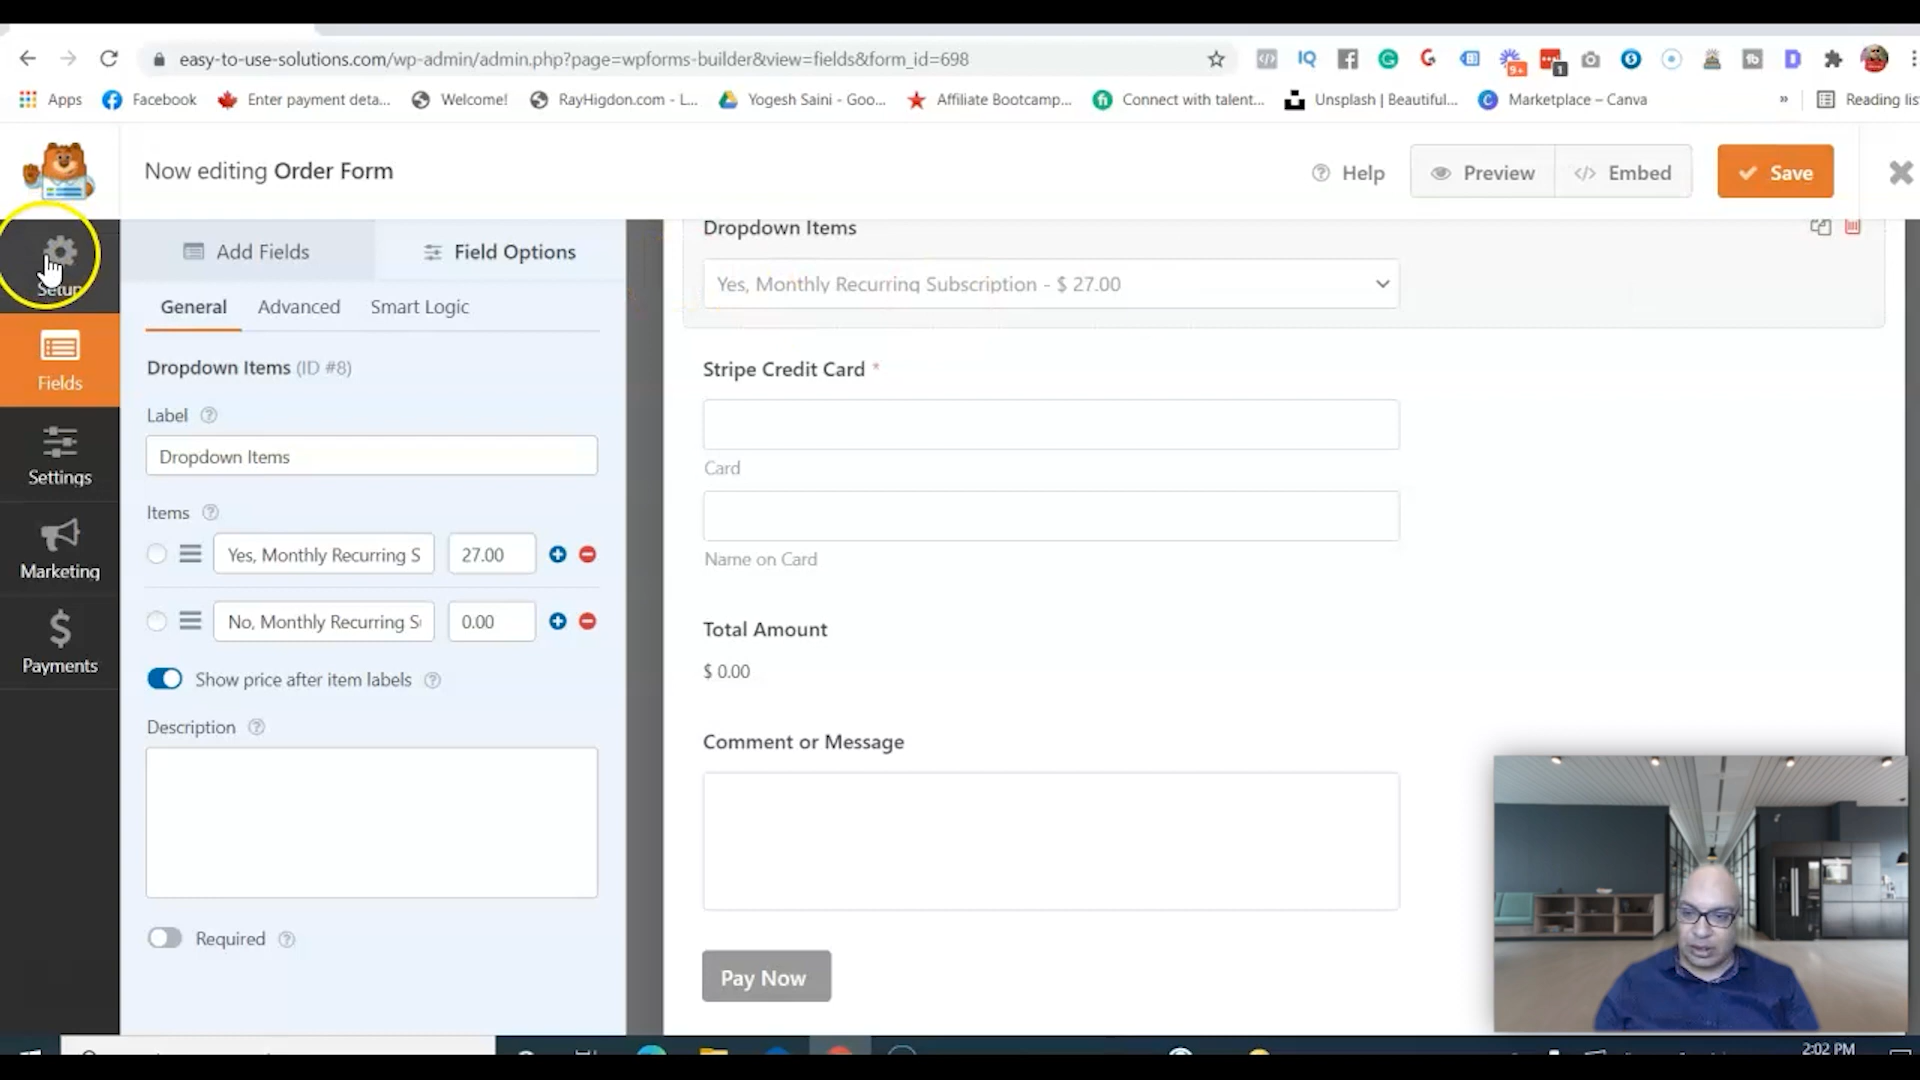 easy-to-use-solutions.com/wp-admin/admin.php?page=wpforms-builder&view=fields&form_id=698
9+
1
Apps
Facebook
Enter payment deta...
Welcome!
RayHigdon.com - L...
Yogesh Saini - Goo...
Affiliate Bootcamp...
Connect with talent...
Unsplash | Beautiful...
Marketplace – Canva
»
Reading list
Now editing Order Form
Help
Preview
Embed
Save
Setup
Fields
Settings
Marketing
Payments
Add Fields
Field Options
General
Advanced
Smart Logic
Dropdown Items (ID #8)
Label
Dropdown Items
Items
Yes, Monthly Recurring S
27.00
No, Monthly Recurring S
0.00
Show price after item labels
Description
Required
Dropdown Items
Yes, Monthly Recurring Subscription - $ 27.00
Stripe Credit Card *
Card
Name on Card
Total Amount
$ 0.00
Comment or Message
Pay Now
2:02 PM